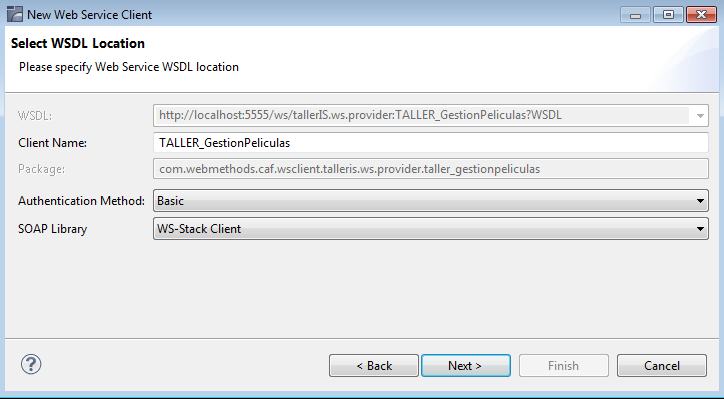 New Web Service Client
Select WSDL Location
Please specify Web Service WSDL location
WSDL: http://localhost:5555/ws/tallerIS.ws.provider:TALLER_GestionPeliculas?WSDL
Client Name: TALLER_GestionPeliculas
Package: com.webmethods.caf.wsclient.talleris.ws.provider.taller_gestionpeliculas
Authentication Method: Basic
SOAP Library WS-Stack Client
? < Back Next > Finish Cancel